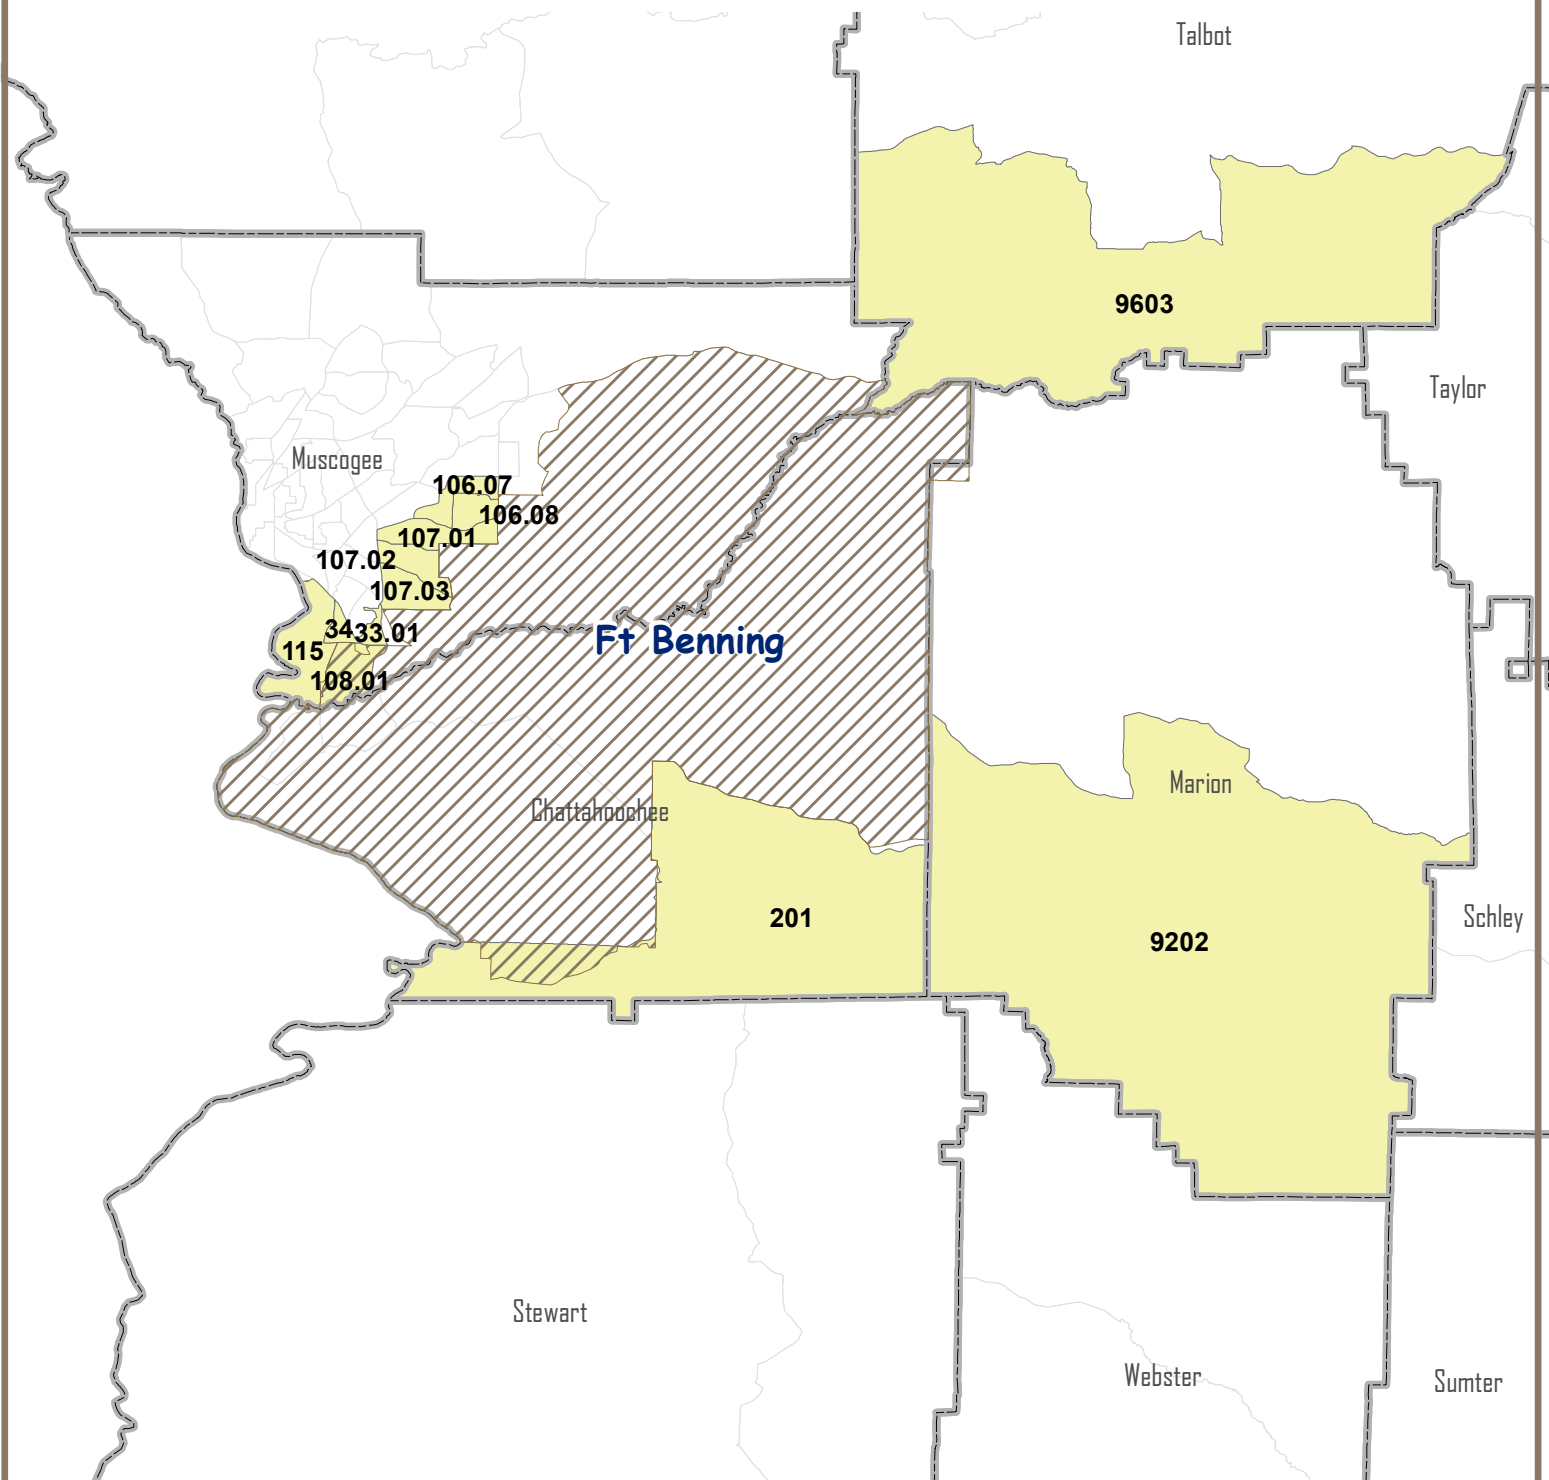 Talbot
9603
Taylor
Muscogee
106.07
106.08
107.01
107.02
107.03
34
33.01
Ft Benning
115
108.01
Marion
Chattahoochee
201
Schley
9202
Stewart
Webster
Sumter